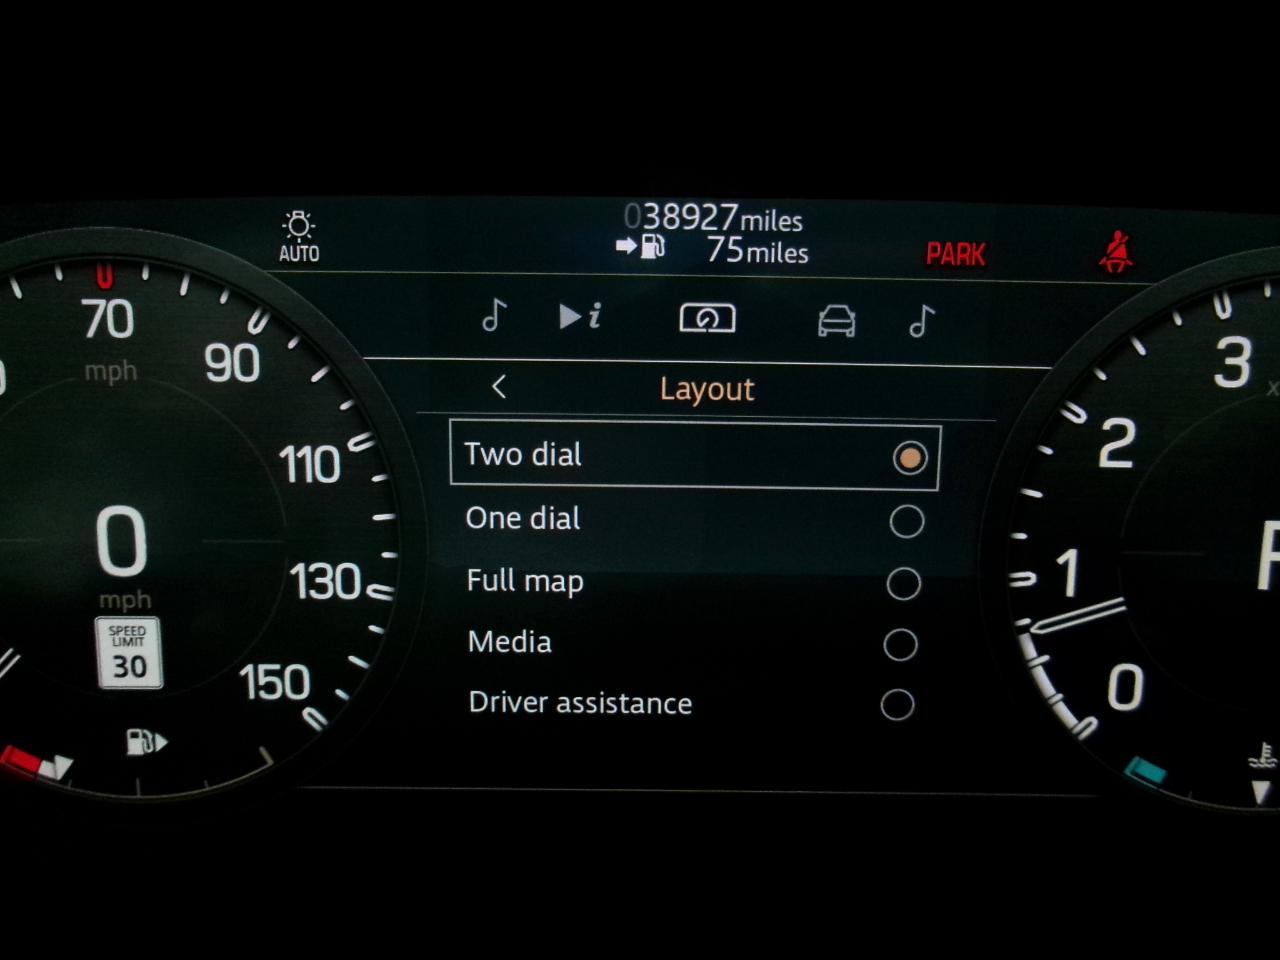 AUTO
038927miles
75miles
PARK
i
Layout
Two dial
One dial
Full map
Media
Driver assistance
70
mph
90
110
130
150
0
mph
SPEED
LIMIT
30
3
2
1
0